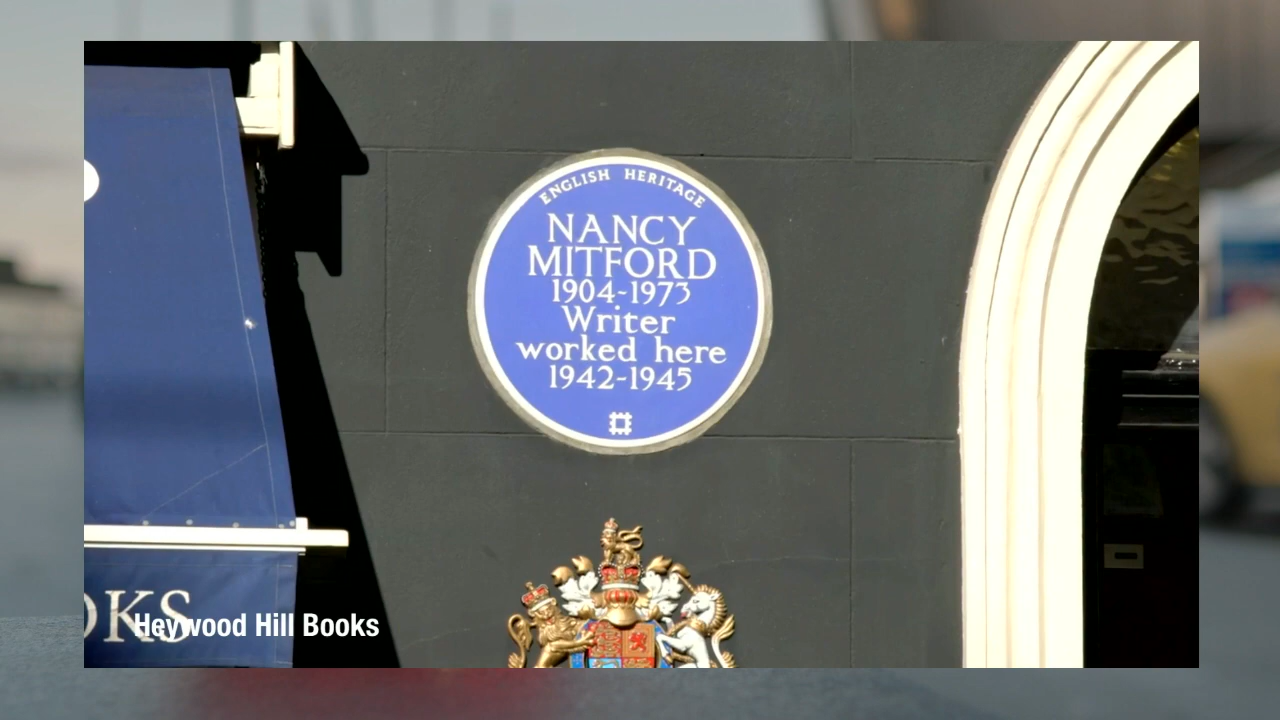 ENGLISH HERITAGE
NANCY
MITFORD
1904-1973
Writer
worked here
1942-1945
OKS
Heywood Hill Books